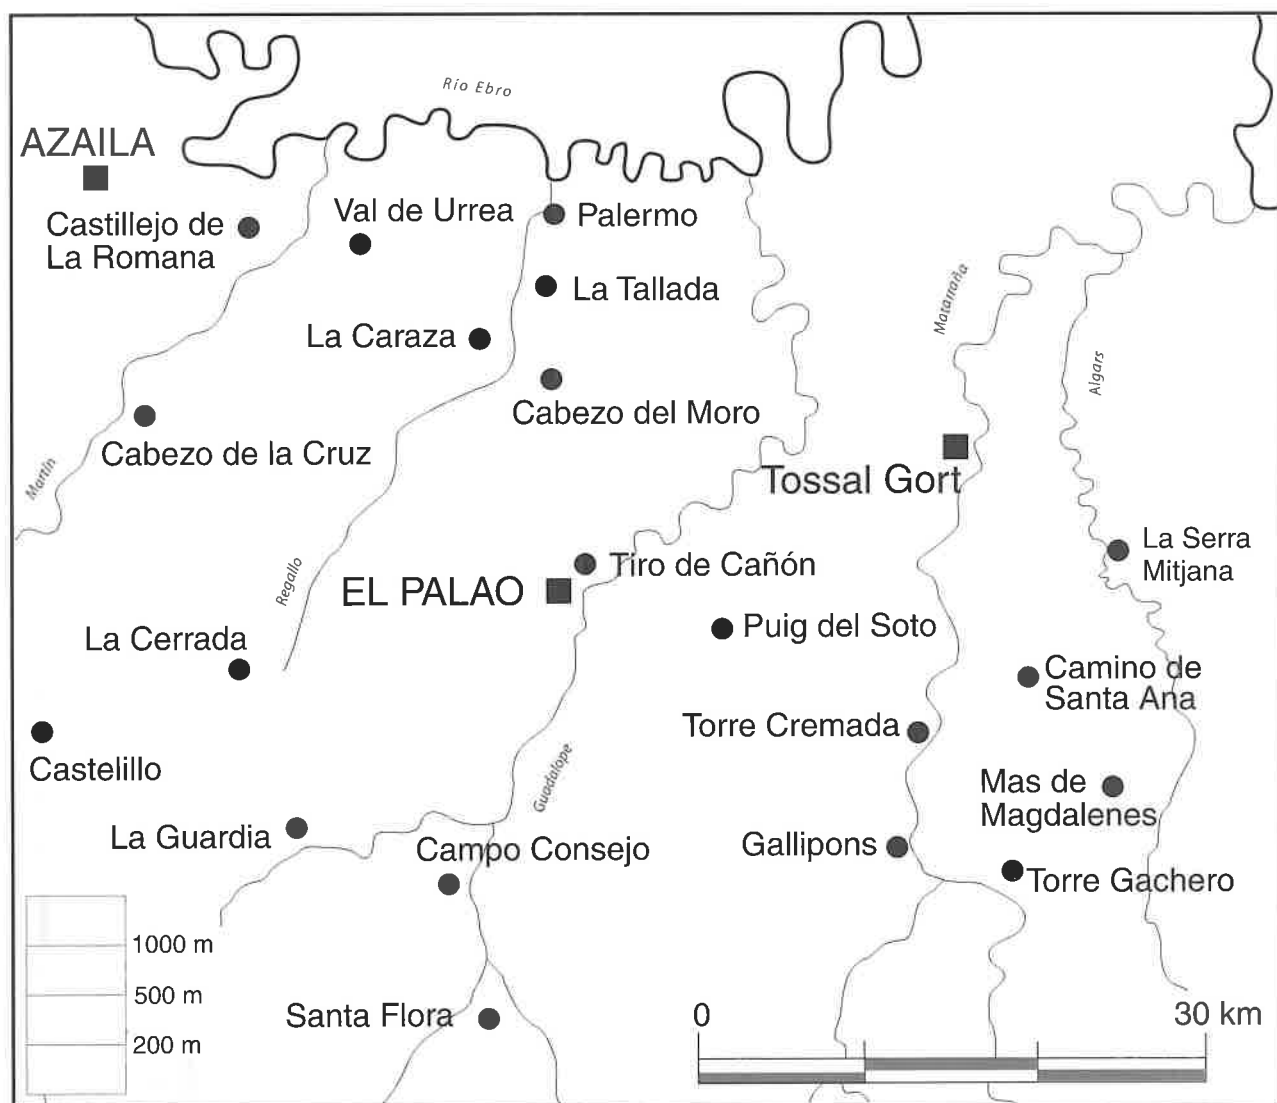 Río Ebro
AZAILA
Castillejo de
La Romana
Val de Urrea
Palermo
La Tallada
La Caraza
Matarraña
Algars
Cabezo del Moro
Cabezo de la Cruz
Martín
Tossal Gort
La Serra
Mitjana
Tiro de Cañón
EL PALAO
Regallo
Puig del Soto
La Cerrada
Camino de
Santa Ana
Torre Cremada
Castelillo
Guadalope
Mas de
Magdalenes
La Guardia
Campo Consejo
Gallipons
Torre Gachero
1000 m
500 m
200 m
Santa Flora
0
30 km